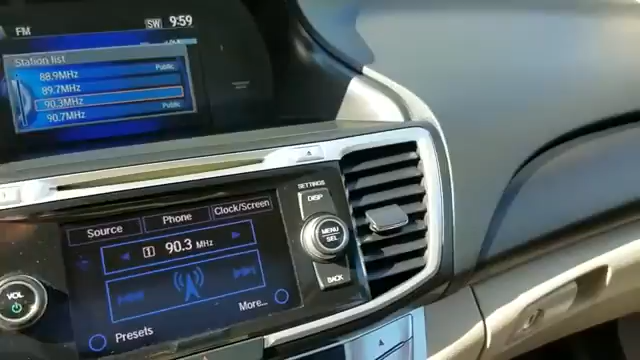 FM
SW 9:59
Station list
88.9MHz Public
89.7MHz
90.3MHz
90.7MHz Public
SETTINGS
DISP
Source
Phone
Clock/Screen
1 90.3 MHz
MENU
SEL
BACK
VOL
More...
Presets